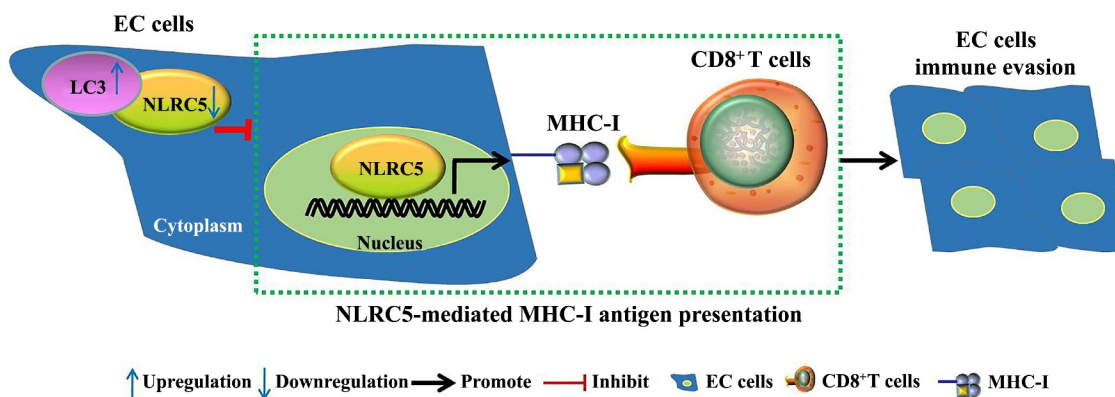 EC cells
LC3
NLRC5
Cytoplasm
NLRC5
Nucleus
MHC-I
CD8⁺T cells
EC cells
immune evasion
NLRC5-mediated MHC-I antigen presentation
Upregulation Downregulation Promote Inhibit EC cells CD8⁺T cells MHC-I